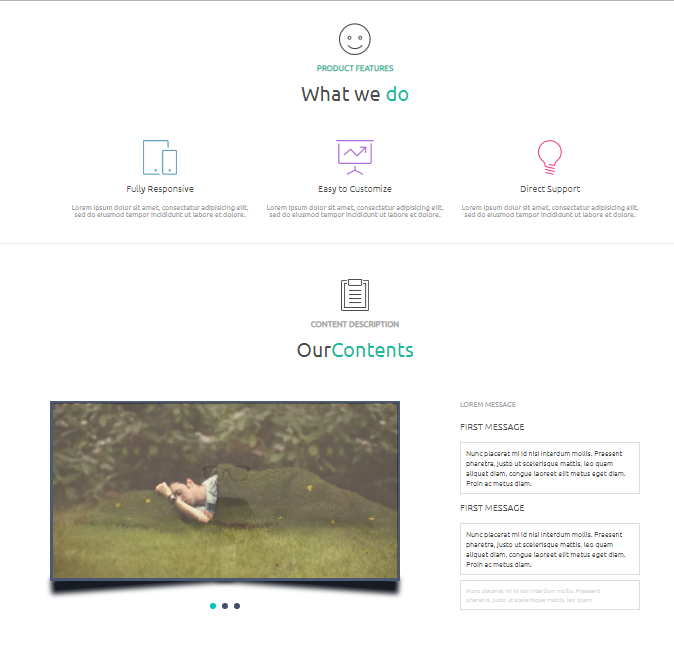 PRODUCT FEATURES
What we do
Fully Responsive
Lorem ipsum dolor sit amet, consectetur adipisicing elit,
sed do eiusmod tempor incididunt ut labore et dolore.
Easy to Customize
Lorem ipsum dolor sit amet, consectetur adipisicing elit,
sed do eiusmod tempor incididunt ut labore et dolore.
Direct Support
Lorem ipsum dolor sit amet, consectetur adipisicing elit,
sed do eiusmod tempor incididunt ut labore et dolore.
CONTENT DESCRIPTION
OurContents
LOREM MESSAGE
FIRST MESSAGE
Nunc placerat mi id nisi interdum mollis. Praesent
pharetra, justo ut scelerisque mattis, leo quam
aliquet diam, congue laoreet elit metus eget diam.
Proin ac metus diam.
FIRST MESSAGE
Nunc placerat mi id nisi interdum mollis. Praesent
pharetra, justo ut scelerisque mattis, leo quam
aliquet diam, congue laoreet elit metus eget diam.
Proin ac metus diam.
Nunc placerat mi id nisi interdum mollis. Praesent
pharetra, justo ut scelerisque mattis, leo quam